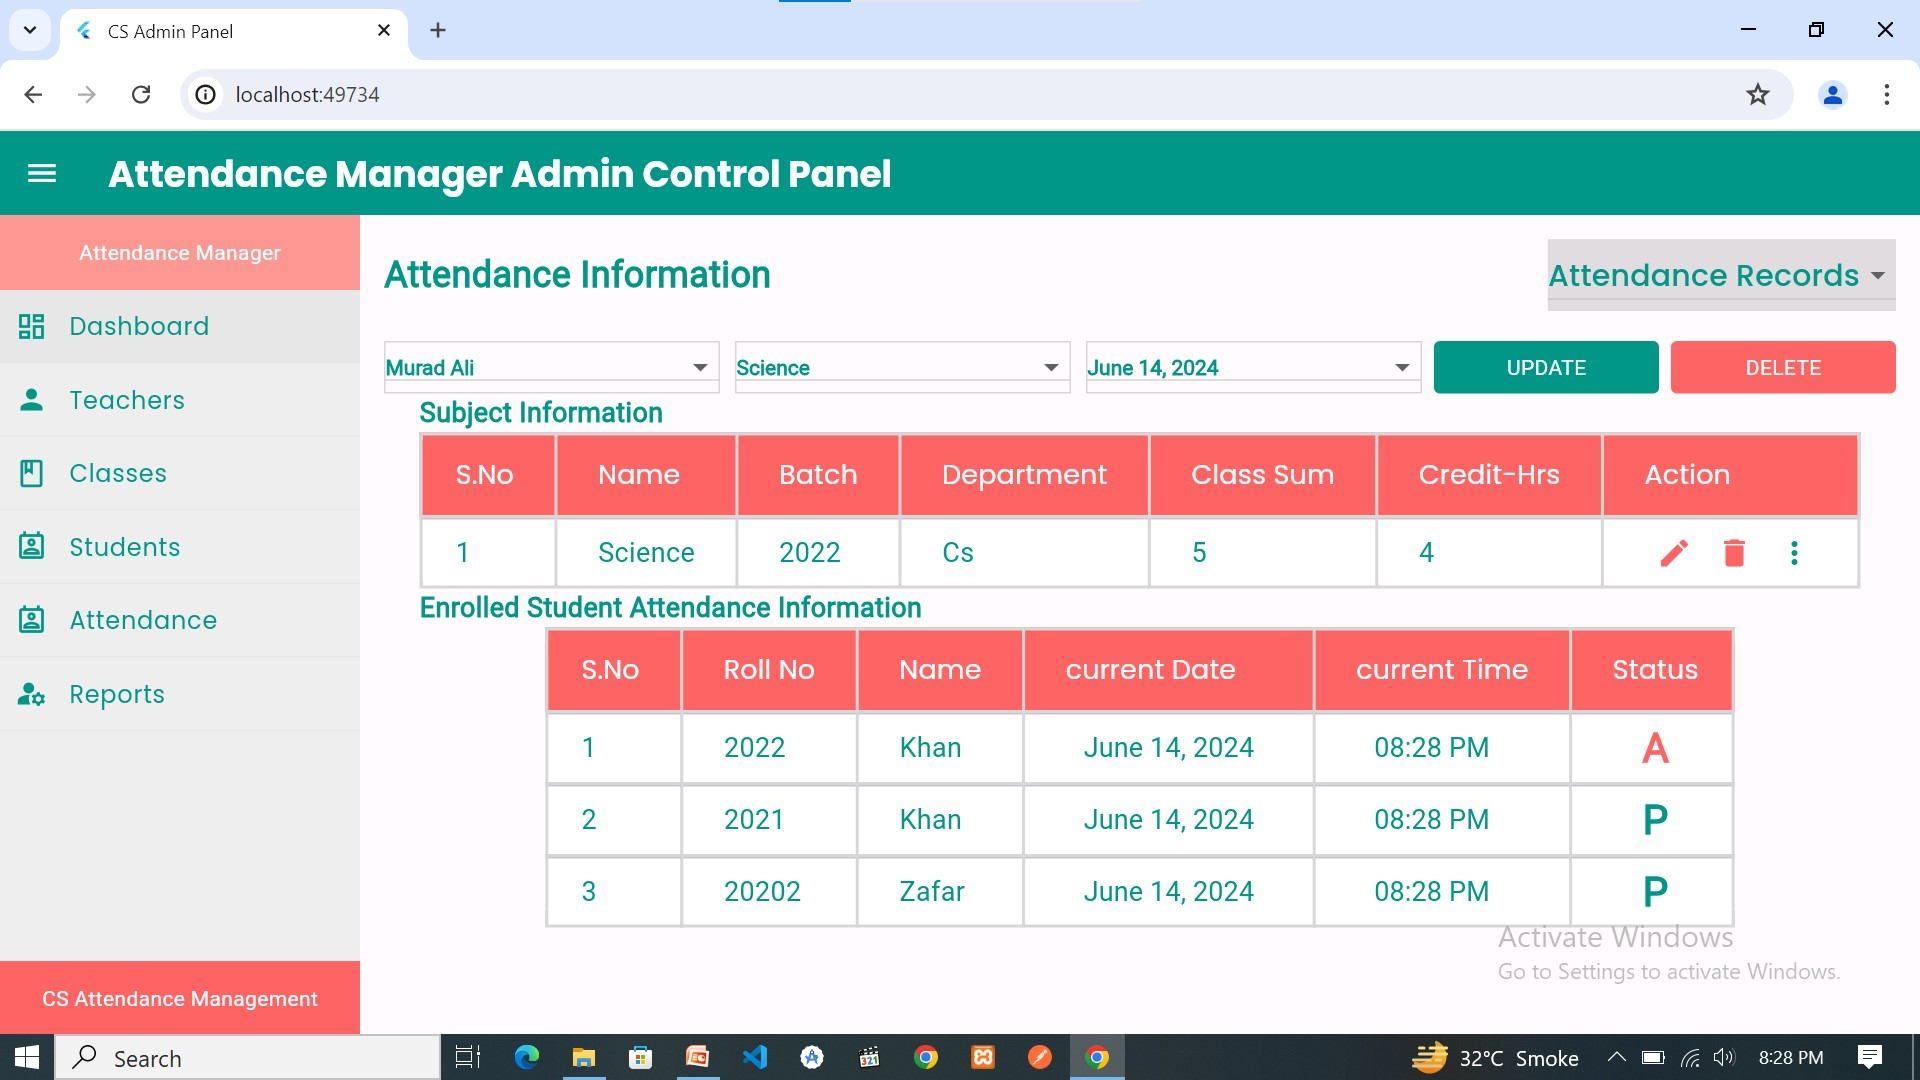 CS Admin Panel
localhost:49734
Attendance Manager Admin Control Panel
Attendance Manager
Dashboard
Teachers
Classes
Students
Attendance
Reports
CS Attendance Management
Attendance Information
Attendance Records
Murad Ali Science June 14, 2024 UPDATE DELETE
Subject Information
S.No Name Batch Department Class Sum Credit-Hrs Action
1 Science 2022 Cs 5 4
Enrolled Student Attendance Information
S.No Roll No Name current Date current Time Status
1 2022 Khan June 14, 2024 08:28 PM A
2 2021 Khan June 14, 2024 08:28 PM P
3 20202 Zafar June 14, 2024 08:28 PM P
Activate Windows
Go to Settings to activate Windows.
Search 321 32°C Smoke 8:28 PM